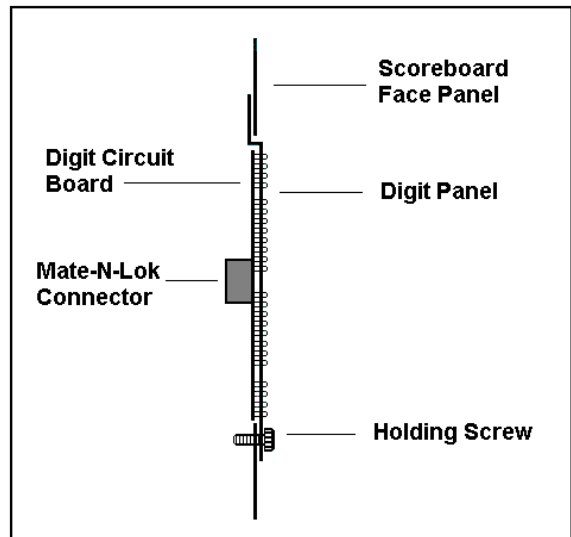 Scoreboard
Face Panel
Digit Circuit
Board
Digit Panel
Mate-N-Lok
Connector
Holding Screw